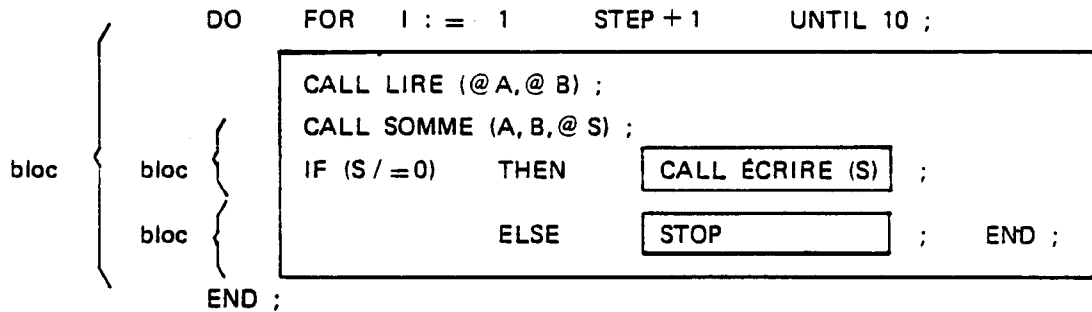 DO FOR I : = 1 STEP + 1 UNTIL 10 ;
CALL LIRE (@ A, @ B) ;
CALL SOMME (A, B, @ S) ;
bloc bloc IF (S / = 0) THEN CALL ÉCRIRE (S) ;
bloc ELSE STOP ; END ;
END ;